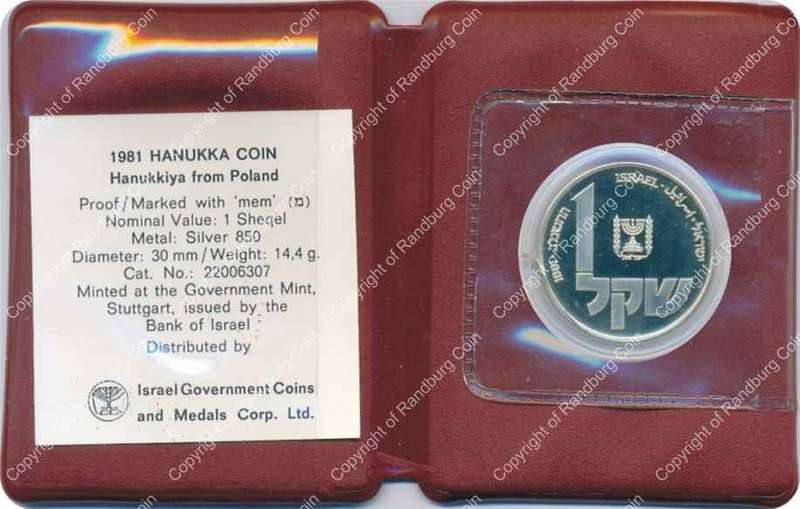 1981 HANUKKA COIN
Hanukkiya from Poland
Proof/Marked with 'mem' (מ)
Nominal Value: 1 Sheqel
Metal: Silver 850
Diameter: 30 mm/Weight: 14,4 g.
Cat. No.: 22006307
Minted at the Government Mint,
Stuttgart, issued by the
Bank of Israel
Distributed by
Israel Government Coins
and Medals Corp. Ltd.
ISRAEL · اسرائيل · ישראל
1
שקל
Copyright of Randburg Coin